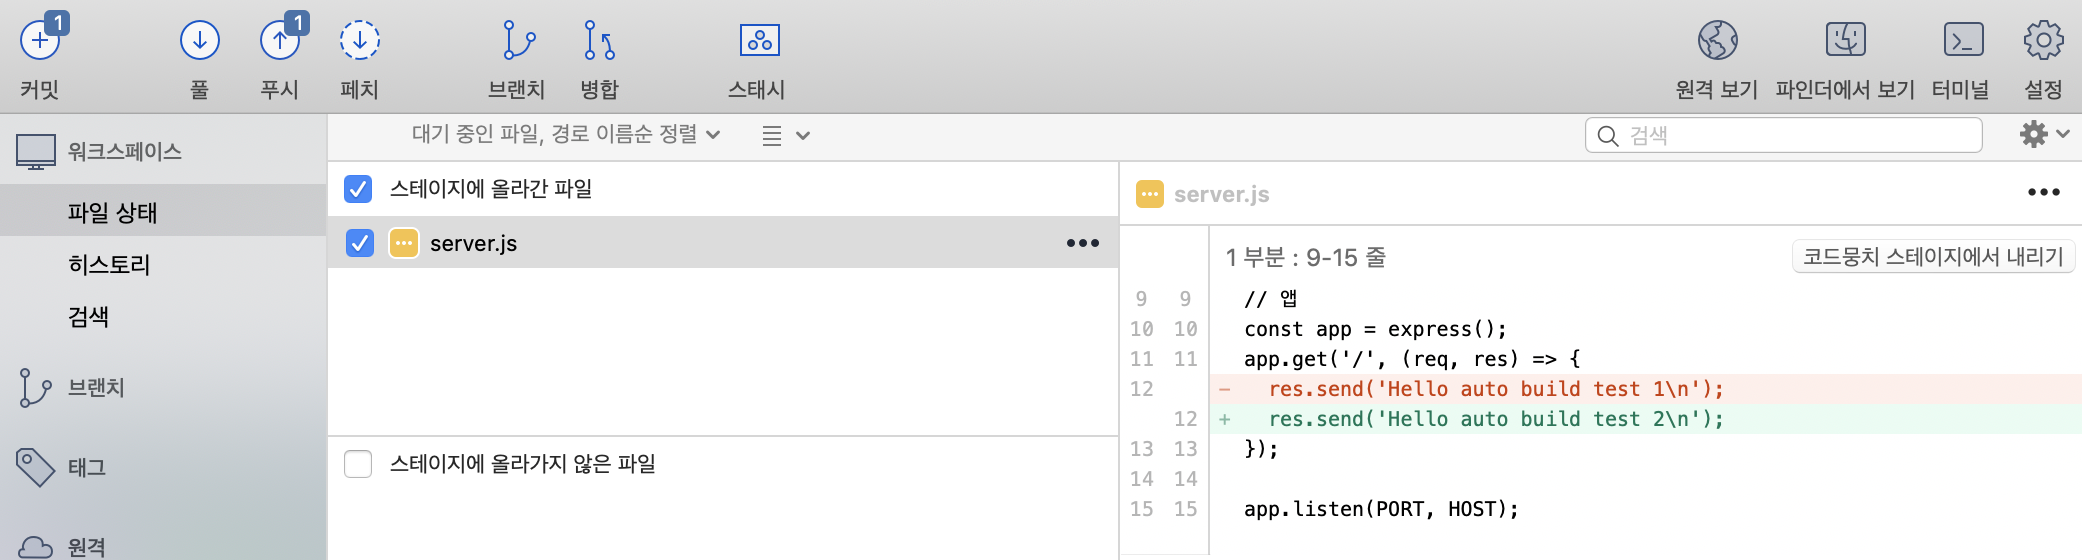 1 1
커밋 풀 푸시 페치 브랜치 병합 스태시 원격 보기 파인더에서 보기 터미널 설정
워크스페이스
파일 상태
히스토리
검색
브랜치
태그
원격
대기 중인 파일, 경로 이름순 정렬
검색
스테이지에 올라간 파일
server.js
스테이지에 올라가지 않은 파일
server.js
1 부분 : 9-15 줄 코드뭉치 스테이지에서 내리기
9 9 // 앱
10 10 const app = express();
11 11 app.get('/', (req, res) => {
12 - res.send('Hello auto build test 1\n');
12 + res.send('Hello auto build test 2\n');
13 13 });
14 14
15 15 app.listen(PORT, HOST);